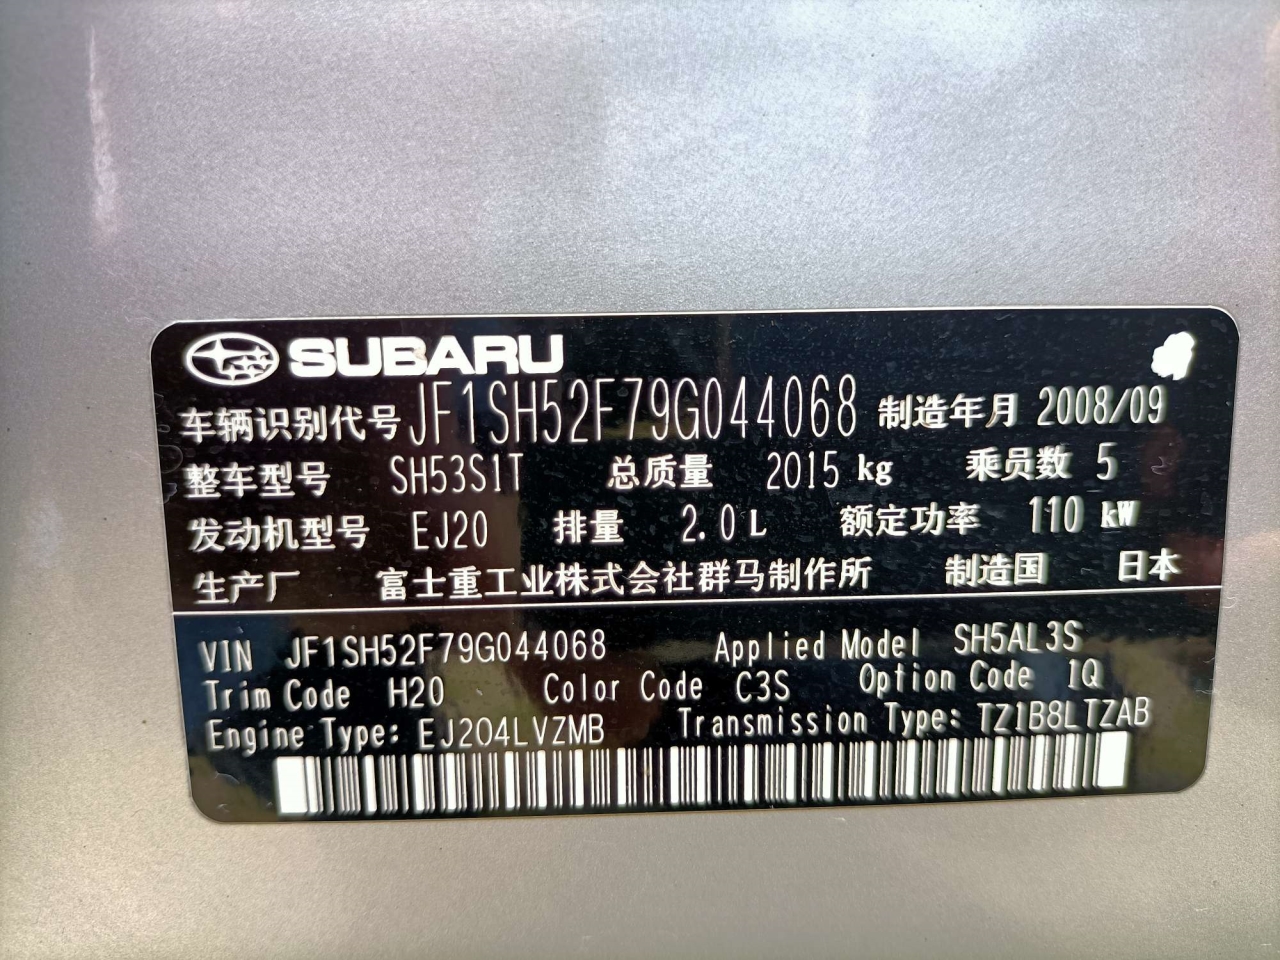 SUBARU
车辆识别代号 JF1SH52F79G044068 制造年月 2008/09
整车型号 SH53S1T 总质量 2015 kg 乘员数 5
发动机型号 EJ20 排量 2.0 L 额定功率 110 kW
生产厂 富士重工业株式会社群马制作所 制造国 日本
VIN JF1SH52F79G044068 Applied Model SH5AL3S
Trim Code H20 Color Code C3S Option Code 1Q
Engine Type: EJ204LVZMB Transmission Type: TZ1B8LTZAB